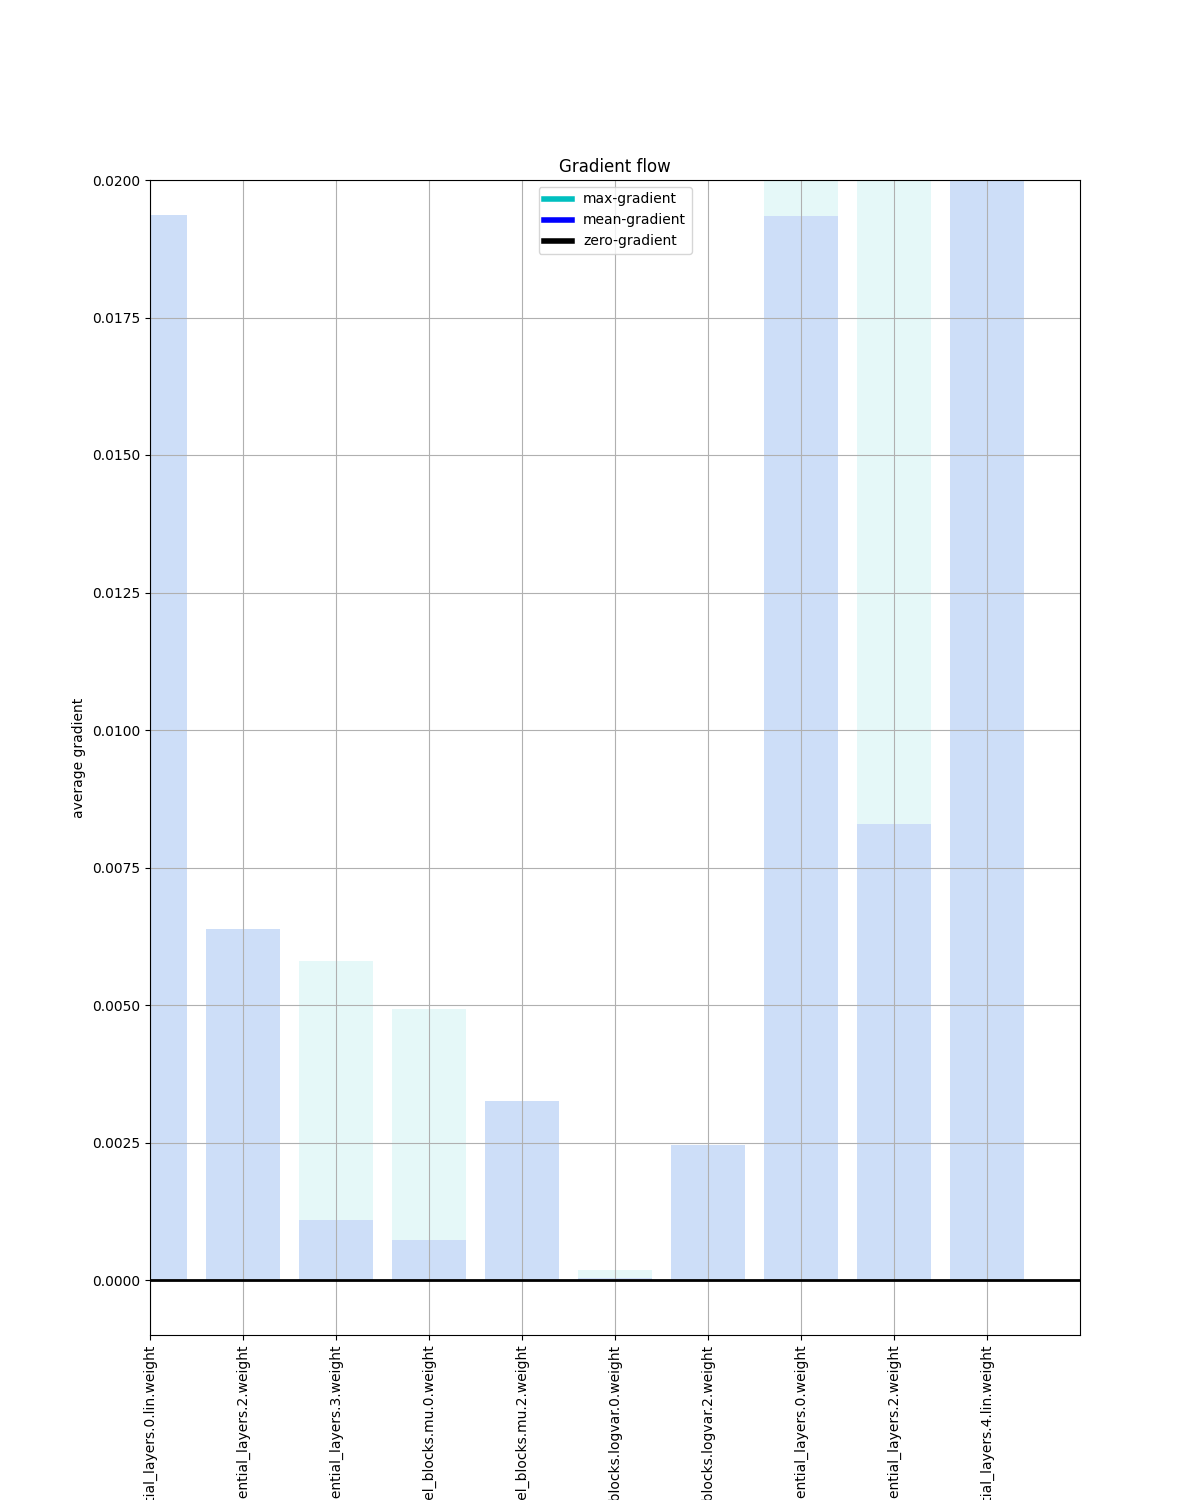 Gradient flow
max-gradient
mean-gradient
zero-gradient
average gradient
0.0200
0.0175
0.0150
0.0125
0.0100
0.0075
0.0050
0.0025
0.0000
tial_layers.0.lin.weight
ential_layers.2.weight
ential_layers.3.weight
el_blocks.mu.0.weight
el_blocks.mu.2.weight
blocks.logvar.0.weight
blocks.logvar.2.weight
ential_layers.0.weight
ential_layers.2.weight
tial_layers.4.lin.weight